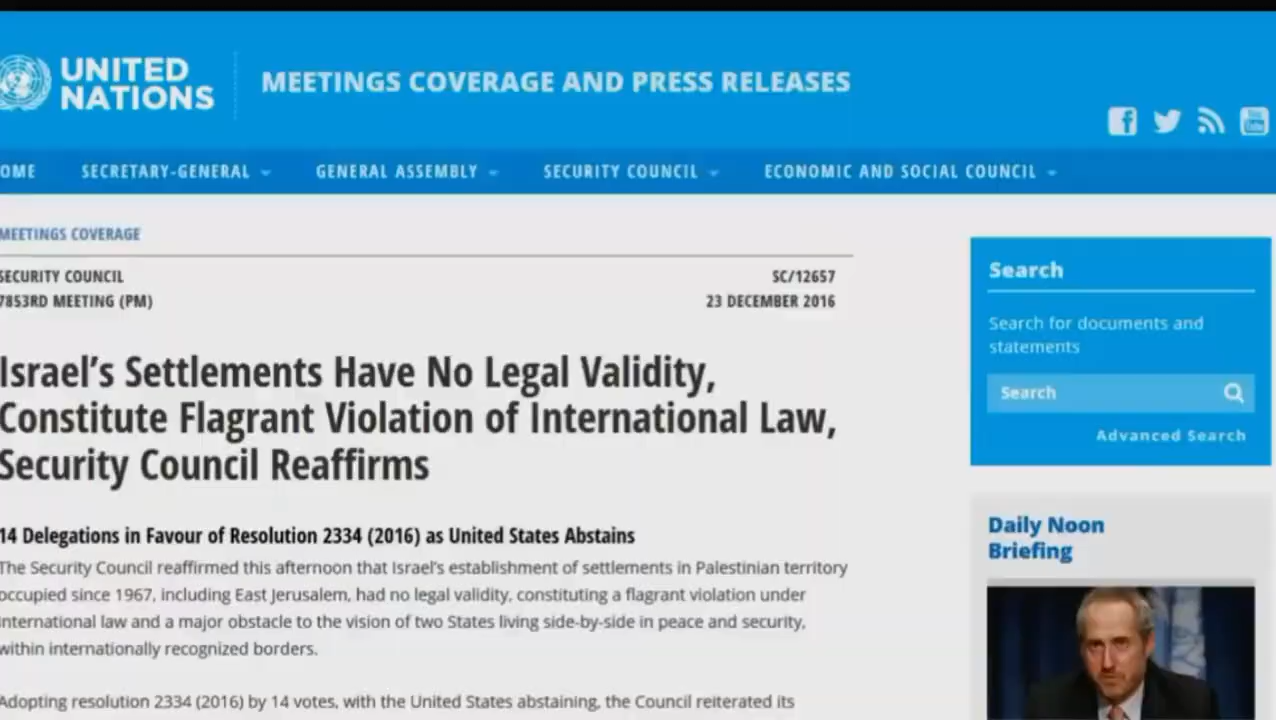 UNITED
NATIONS
MEETINGS COVERAGE AND PRESS RELEASES
OME
SECRETARY-GENERAL
GENERAL ASSEMBLY
SECURITY COUNCIL
ECONOMIC AND SOCIAL COUNCIL
MEETINGS COVERAGE
SECURITY COUNCIL
7853RD MEETING (PM)
SC/12657
23 DECEMBER 2016
Israel's Settlements Have No Legal Validity,
Constitute Flagrant Violation of International Law,
Security Council Reaffirms
14 Delegations in Favour of Resolution 2334 (2016) as United States Abstains
The Security Council reaffirmed this afternoon that Israel's establishment of settlements in Palestinian territory
occupied since 1967, including East Jerusalem, had no legal validity, constituting a flagrant violation under
international law and a major obstacle to the vision of two States living side-by-side in peace and security,
within internationally recognized borders.
Adopting resolution 2334 (2016) by 14 votes, with the United States abstaining, the Council reiterated its
Search
Search for documents and
statements
Search
Advanced Search
Daily Noon
Briefing